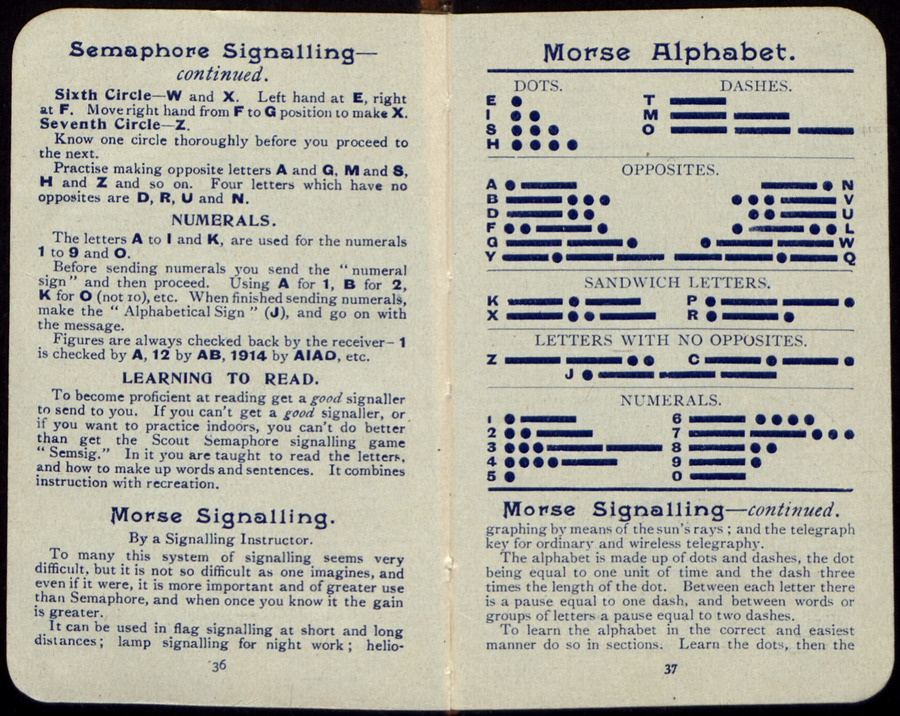 Semaphore Signalling—
continued.
Sixth Circle—W and X. Left hand at E, right
at F. Move right hand from F to G position to make X.
Seventh Circle—Z.
Know one circle thoroughly before you proceed to
the next.
Practise making opposite letters A and G, M and S,
H and Z and so on. Four letters which have no
opposites are D, R, U and N.
NUMERALS.
The letters A to I and K, are used for the numerals
1 to 9 and O.
Before sending numerals you send the “numeral
sign” and then proceed. Using A for 1, B for 2,
K for O (not 10), etc. When finished sending numerals,
make the “Alphabetical Sign” (J), and go on with
the message.
Figures are always checked back by the receiver—1
is checked by A, 12 by AB, 1914 by AIAD, etc.
LEARNING TO READ.
To become proficient at reading get a good signaller
to send to you. If you can't get a good signaller, or
if you want to practice indoors, you can't do better
than get the Scout Semaphore signalling game
“Semsig.” In it you are taught to read the letters,
and how to make up words and sentences. It combines
instruction with recreation.
Morse Signalling.
By a Signalling Instructor.
To many this system of signalling seems very
difficult, but it is not so difficult as one imagines, and
even if it were, it is more important and of greater use
than Semaphore, and when once you know it the gain
is greater.
It can be used in flag signalling at short and long
distances; lamp signalling for night work; helio-
36
Morse Alphabet.
DOTS. DASHES.
E T
I M
S O
H
OPPOSITES.
A N
B V
D U
F L
G W
Y Q
SANDWICH LETTERS.
K P
X R
LETTERS WITH NO OPPOSITES.
Z C
J
NUMERALS.
1 6
2 7
3 8
4 9
5 0
Morse Signalling—continued.
graphing by means of the sun's rays; and the telegraph
key for ordinary and wireless telegraphy.
The alphabet is made up of dots and dashes, the dot
being equal to one unit of time and the dash three
times the length of the dot. Between each letter there
is a pause equal to one dash, and between words or
groups of letters a pause equal to two dashes.
To learn the alphabet in the correct and easiest
manner do so in sections. Learn the dots, then the
37